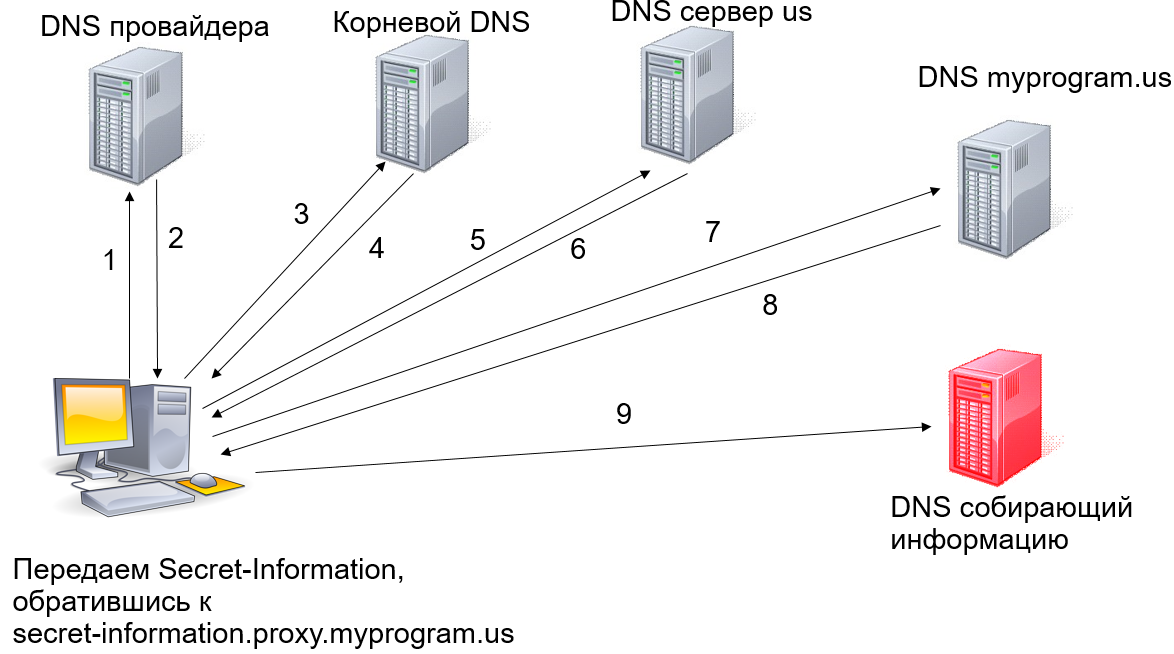 DNS провайдера
Корневой DNS
DNS сервер us
DNS myprogram.us
1
2
3
4
5
6
7
8
9
DNS собирающий
информацию
Передаем Secret-Information,
обратившись к
secret-information.proxy.myprogram.us